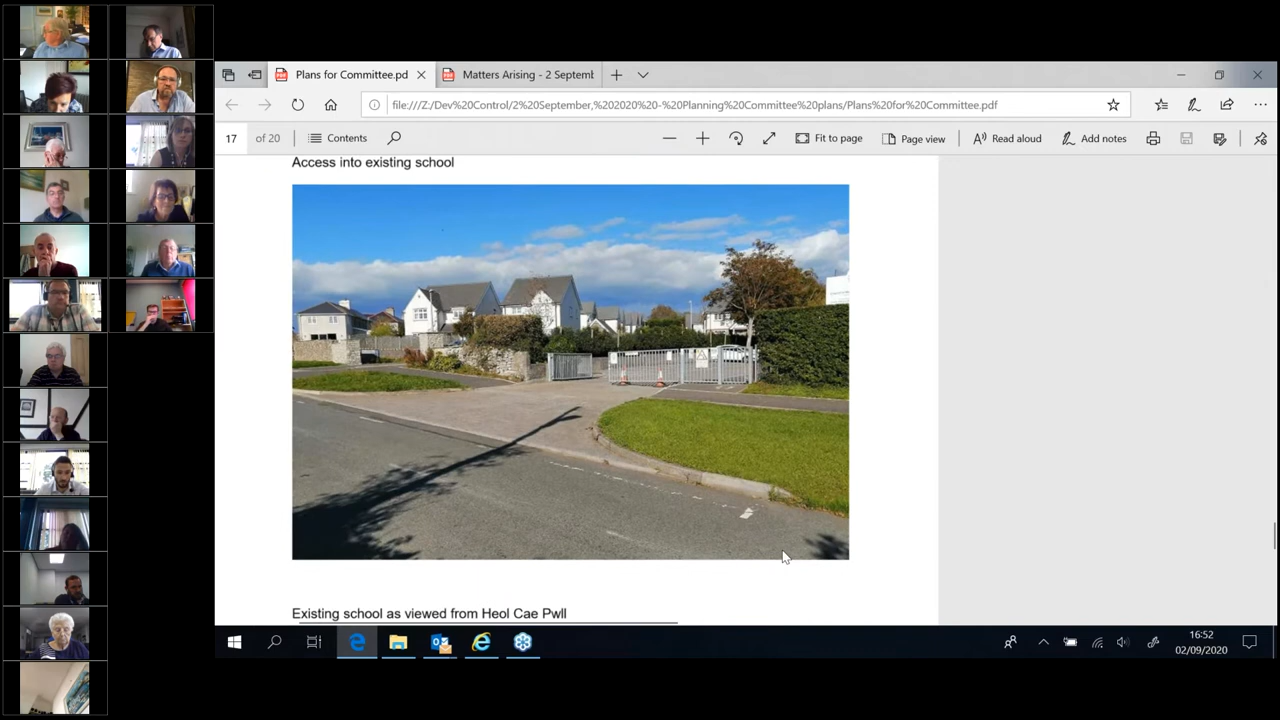 Plans for Committee.pd
Matters Arising - 2 Septemb
file:///Z:/Dev%20Control/2%20September,%202020%20-%20Planning%20Committee%20plans/Plans%20for%20Committee.pdf
17 of 20
Contents
Fit to page
Page view
Read aloud
Add notes
Access into existing school
Existing school as viewed from Heol Cae Pwll
16:52
02/09/2020